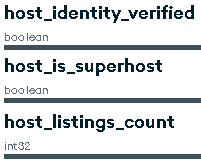 host_identity_verified
boolean
host_is_superhost
boolean
host_listings_count
int32